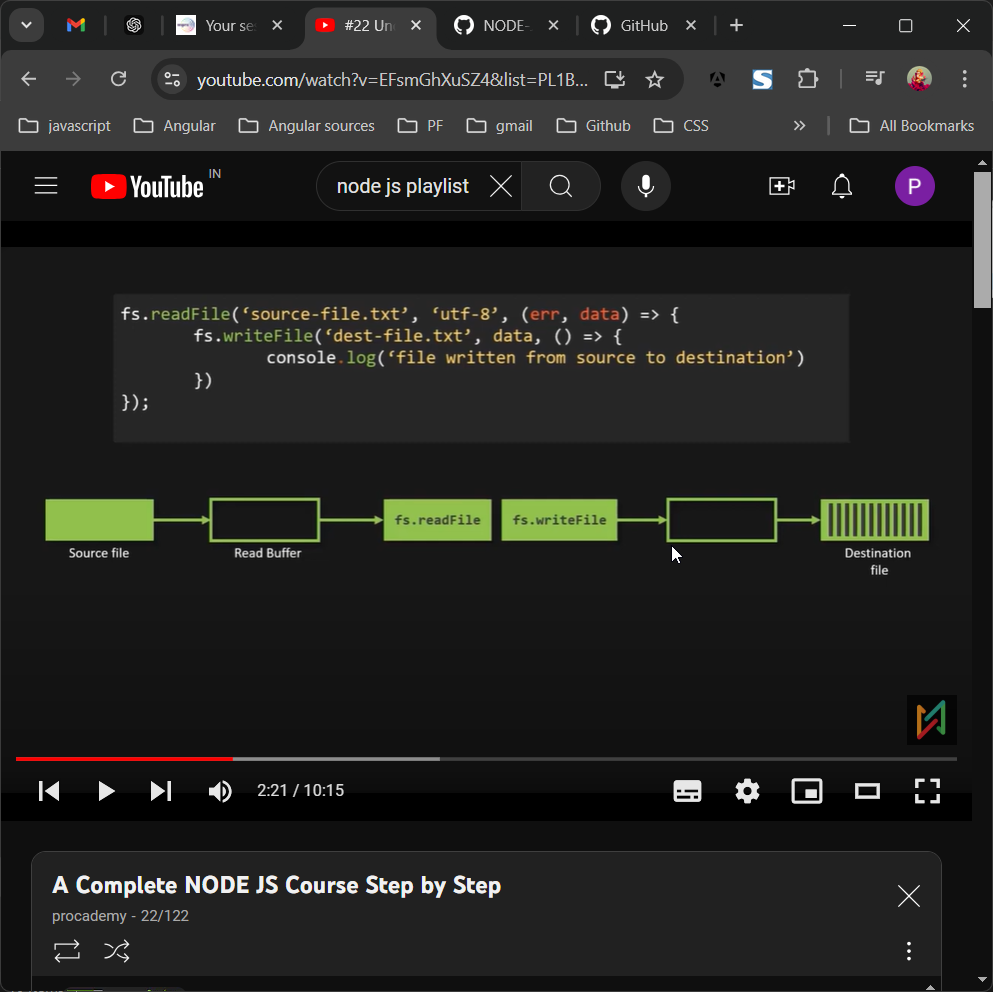 Your se
#22 Un
NODE-
GitHub
youtube.com/watch?v=EFsmGhXuSZ4&list=PL1B...
javascript
Angular
Angular sources
PF
gmail
Github
CSS
All Bookmarks
YouTube IN
node js playlist
P
fs.readFile(‘source-file.txt’, ‘utf-8’, (err, data) => {
fs.writeFile(‘dest-file.txt’, data, () => {
console.log(‘file written from source to destination’)
})
});
fs.readFile
fs.writeFile
Source file
Read Buffer
Destination
file
2:21 / 10:15
A Complete NODE JS Course Step by Step
procademy - 22/122